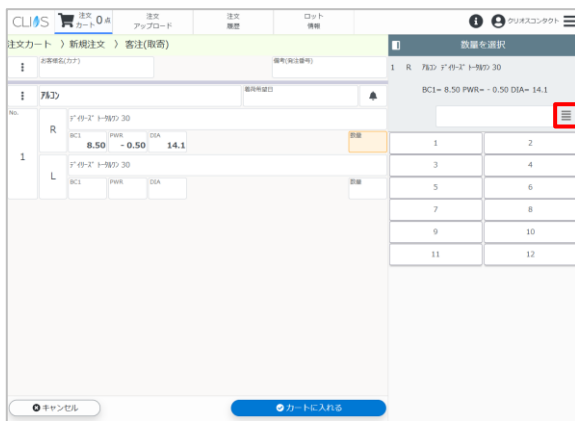 CLIOS
注文
カート 0点
注文
アップロード
注文
履歴
ロット
情報
クリオスコンタクト
注文カート 〉新規注文 〉客注(取寄)
数量を選択
お客様名(カナ)
備考(発注番号)
1 R アルコン デイリーズ トータルワン 30
BC1= 8.50 PWR= - 0.50 DIA= 14.1
アルコン
着荷希望日
No.
デイリーズ トータルワン 30
R
BC1 PWR DIA 数量
8.50 - 0.50 14.1
1
デイリーズ トータルワン 30
L
BC1 PWR DIA 数量
1 2
3 4
5 6
7 8
9 10
11 12
キャンセル
カートに入れる